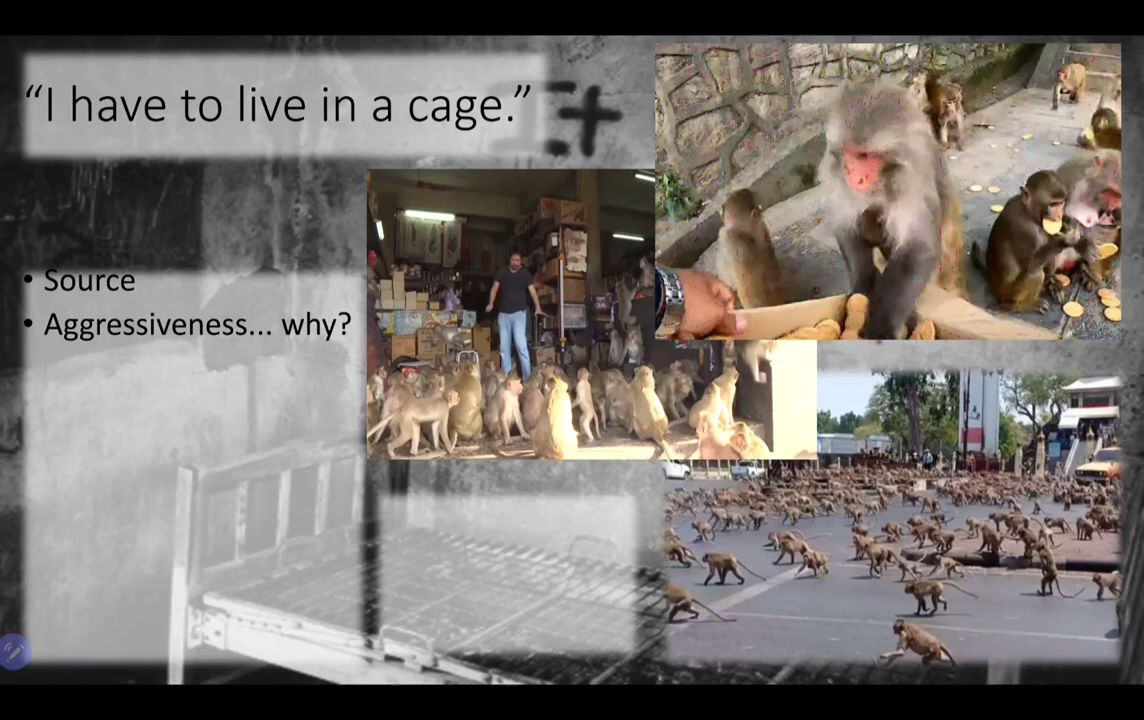 “I have to live in a cage.”
• Source
• Aggressiveness... why?